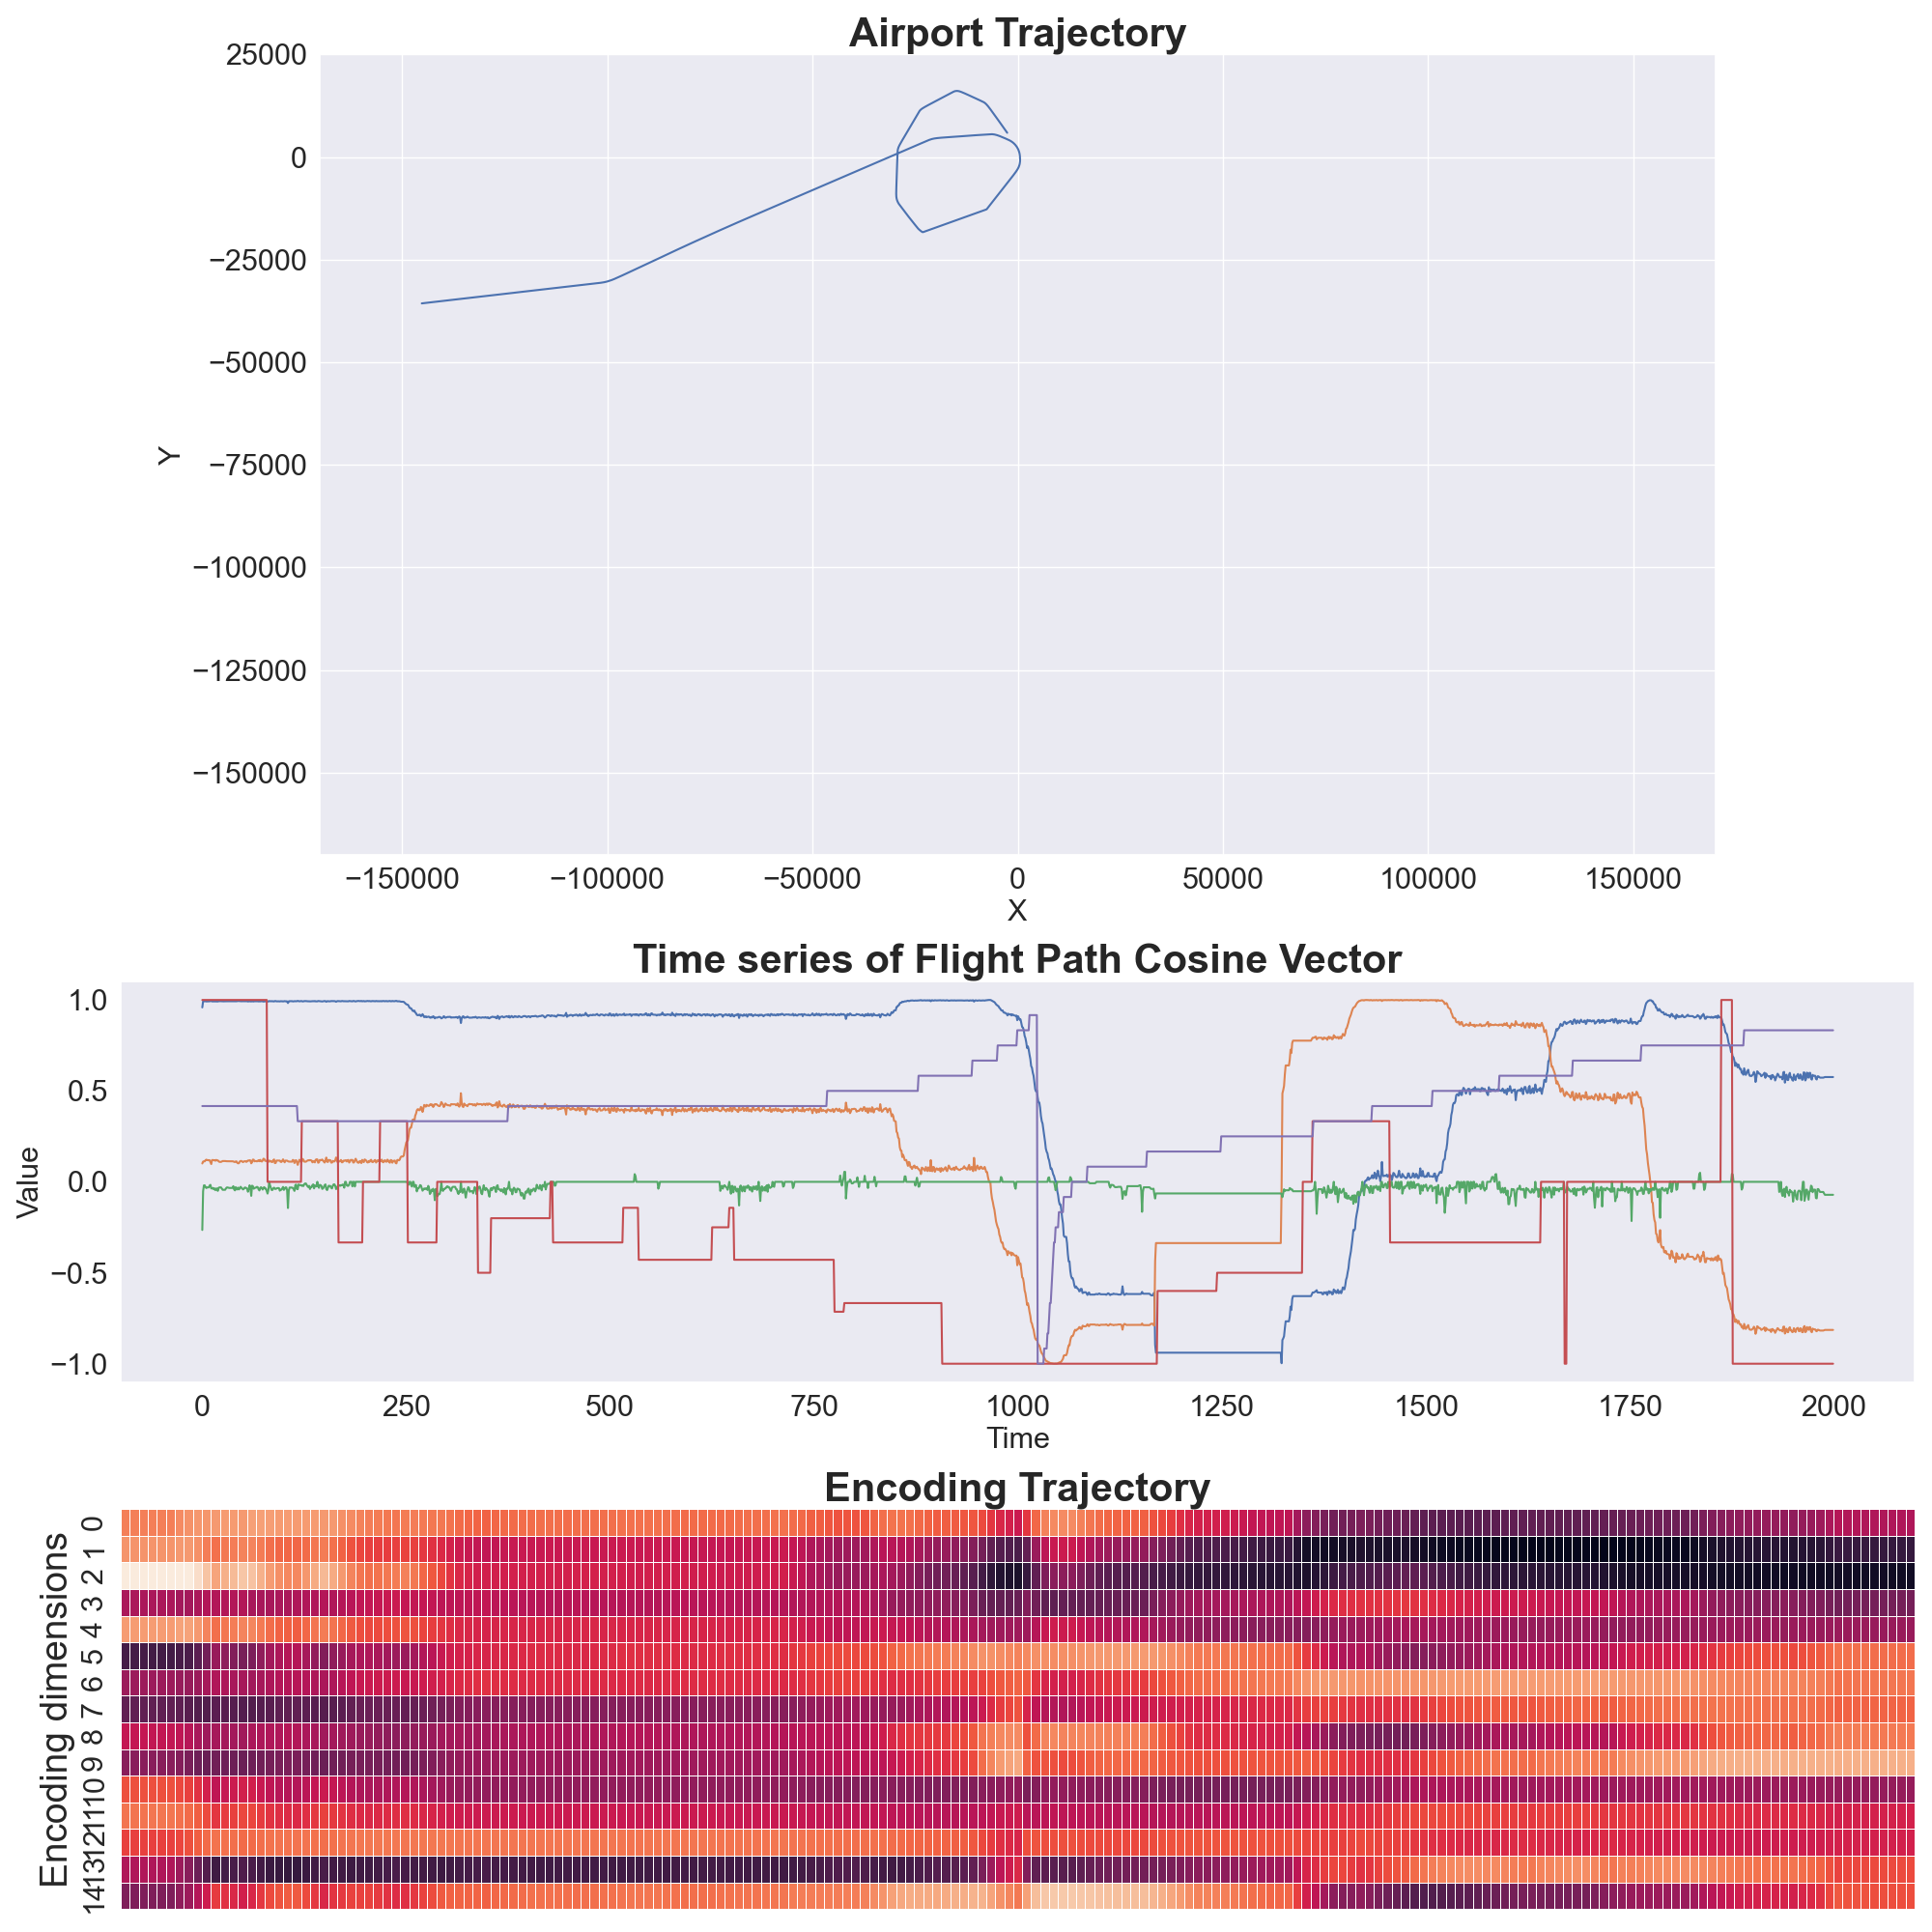 Airport Trajectory
25000
0
−25000
−50000
−75000
−100000
−125000
−150000
Y
−150000 −100000 −50000 0 50000 100000 150000
X
Time series of Flight Path Cosine Vector
1.0
0.5
0.0
−0.5
−1.0
Value
0 250 500 750 1000 1250 1500 1750 2000
Time
Encoding Trajectory
Encoding dimensions
0
1
2
3
4
5
6
7
8
9
10
11
12
13
14